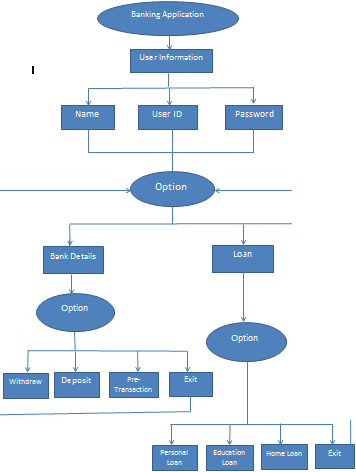 Banking Application
User Information
Name
User ID
Password
Option
Bank Details
Loan
Option
Option
Withdraw
Deposit
Pre-
Transaction
Exit
Personal
Loan
Education
Loan
Home Loan
Exit